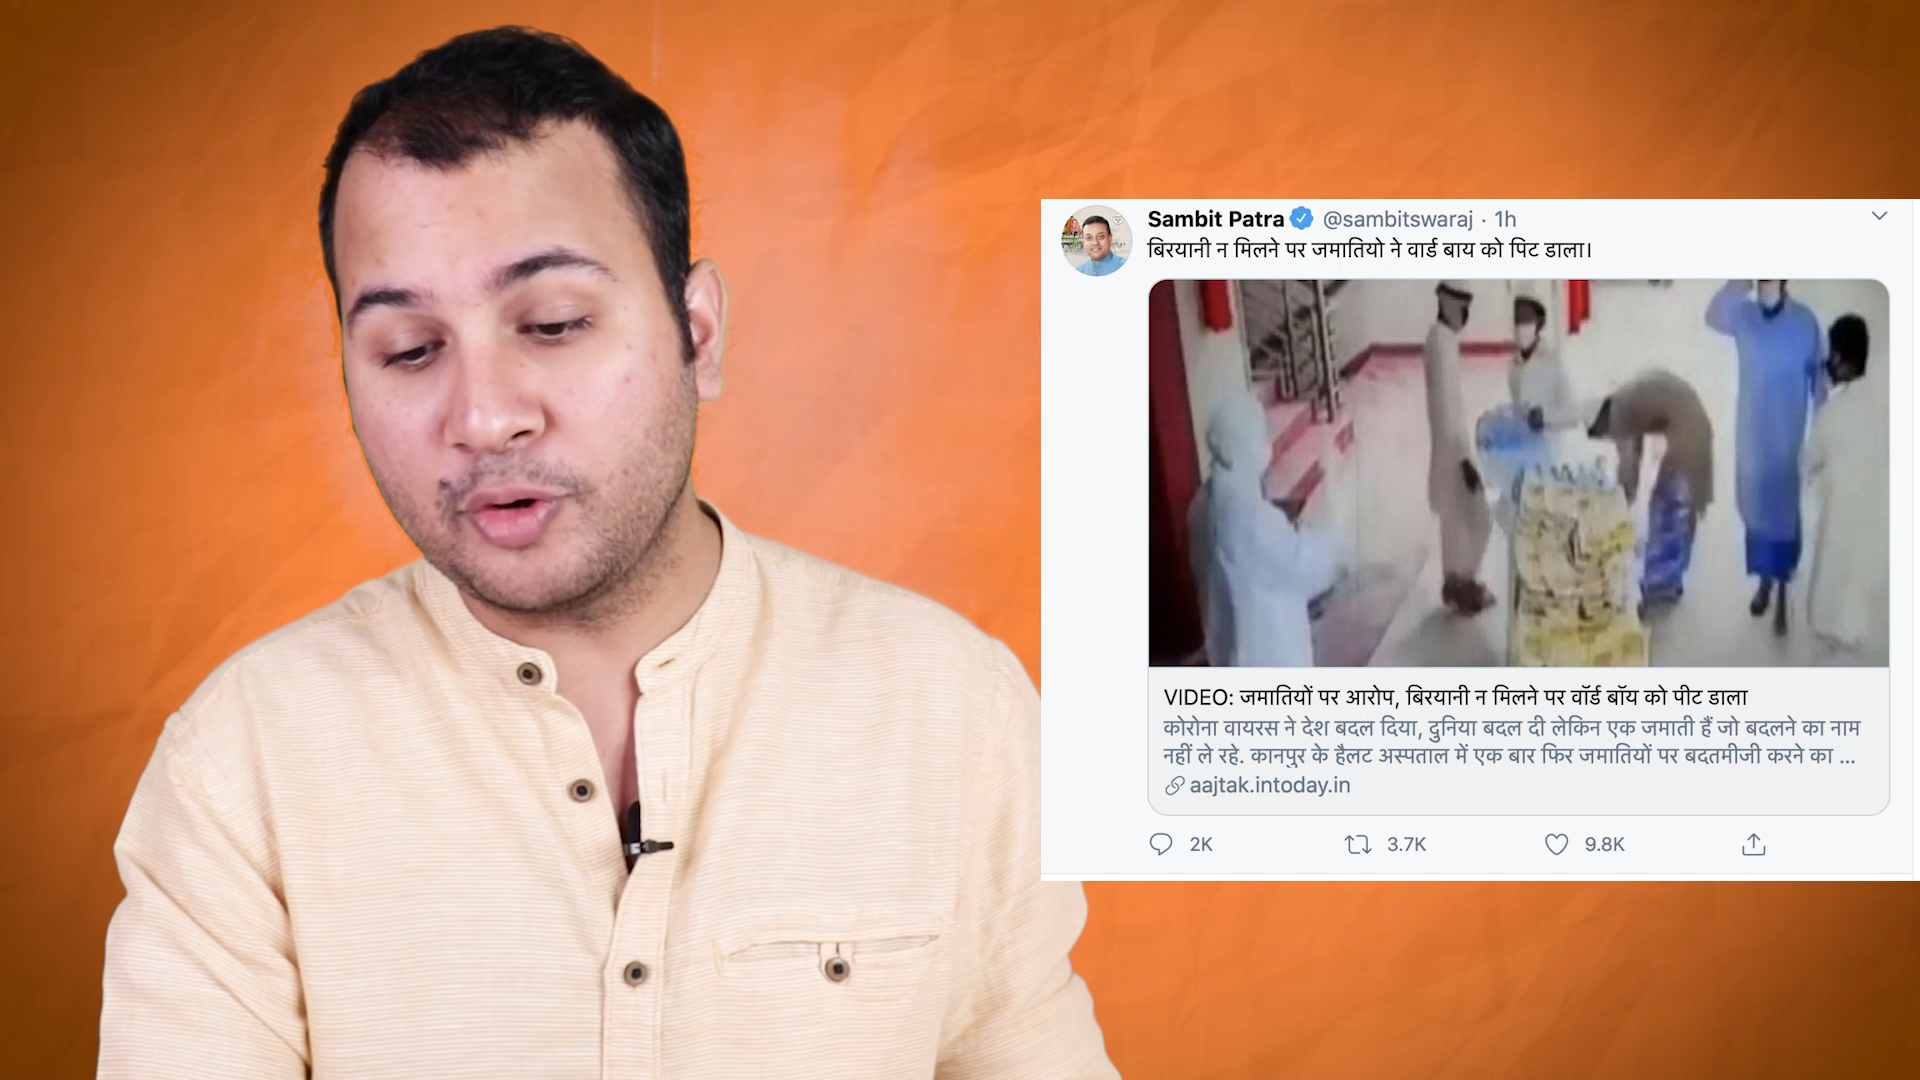 Sambit Patra @sambitswaraj · 1h
बिरयानी न मिलने पर जमातियो ने वार्ड बाय को पिट डाला।
VIDEO: जमातियों पर आरोप, बिरयानी न मिलने पर वॉर्ड बॉय को पीट डाला
कोरोना वायरस ने देश बदल दिया, दुनिया बदल दी लेकिन एक जमाती हैं जो बदलने का नाम
नहीं ले रहे. कानपुर के हैलट अस्पताल में एक बार फिर जमातियों पर बदतमीजी करने का ...
aajtak.intoday.in
2K 3.7K 9.8K